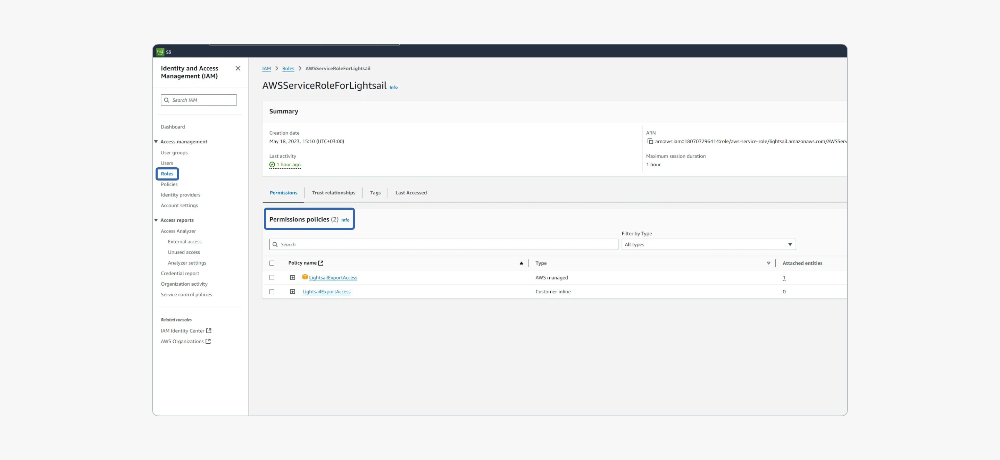 S3
Identity and Access
Management (IAM)
Search IAM
Dashboard
Access management
User groups
Users
Roles
Policies
Identity providers
Account settings
Access reports
Access Analyzer
External access
Unused access
Analyzer settings
Credential report
Organization activity
Service control policies
Related consoles
IAM Identity Center
AWS Organizations
IAM > Roles > AWSServiceRoleForLightsail
AWSServiceRoleForLightsail Info
Summary
Creation date
May 18, 2023, 15:10 (UTC+03:00)
Last activity
1 hour ago
ARN
arn:aws:iam::180707296414:role/aws-service-role/lightsail.amazonaws.com/AWSServ
Maximum session duration
1 hour
Permissions Trust relationships Tags Last Accessed
Permissions policies (2) Info
Filter by Type
Search All types
Policy name Type Attached entities
LightsailExportAccess AWS managed 1
LightsailExportAccess Customer inline 0